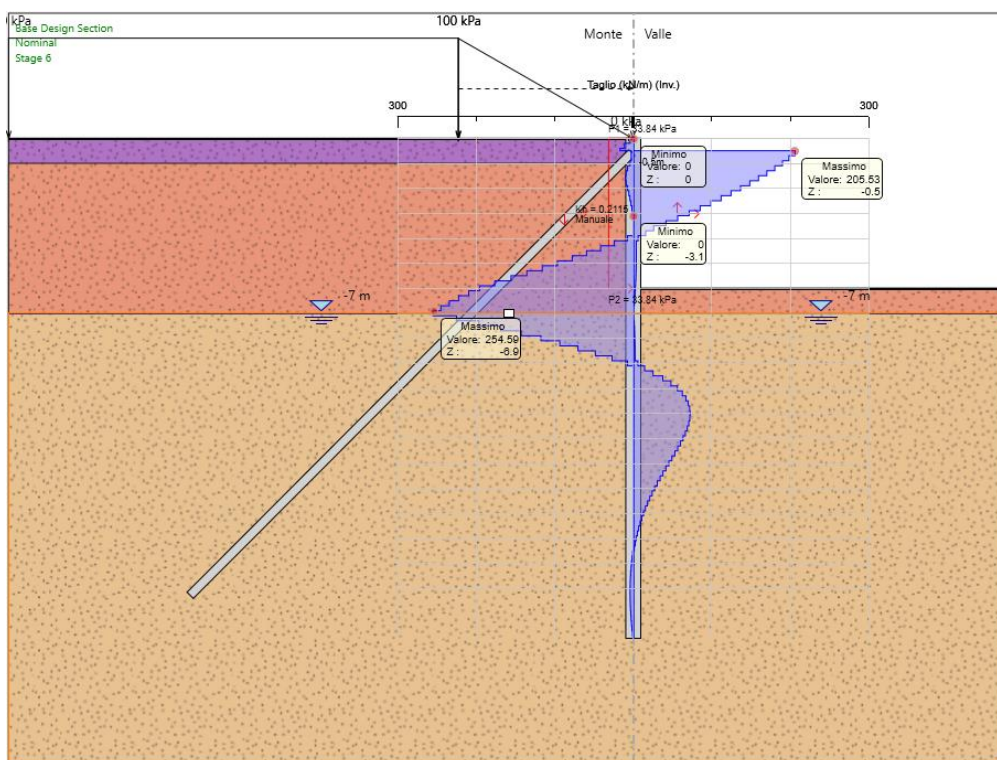 kPa
100 kPa
Base Design Section
Nominal
Stage 6
Monte
Valle
Taglio (kN/m) (Inv.)
300
300
0 kPa
P1 = 33.84 kPa
Minimo
Valore: 0
Z : 0
Massimo
Valore: 205.53
Z : -0.5
-0.5m
= 0.2115
Manuale
Minimo
Valore: 0
Z : -3.1
-7 m
P2 = 33.84 kPa
-7 m
Massimo
Valore: 254.59
Z : -6.9